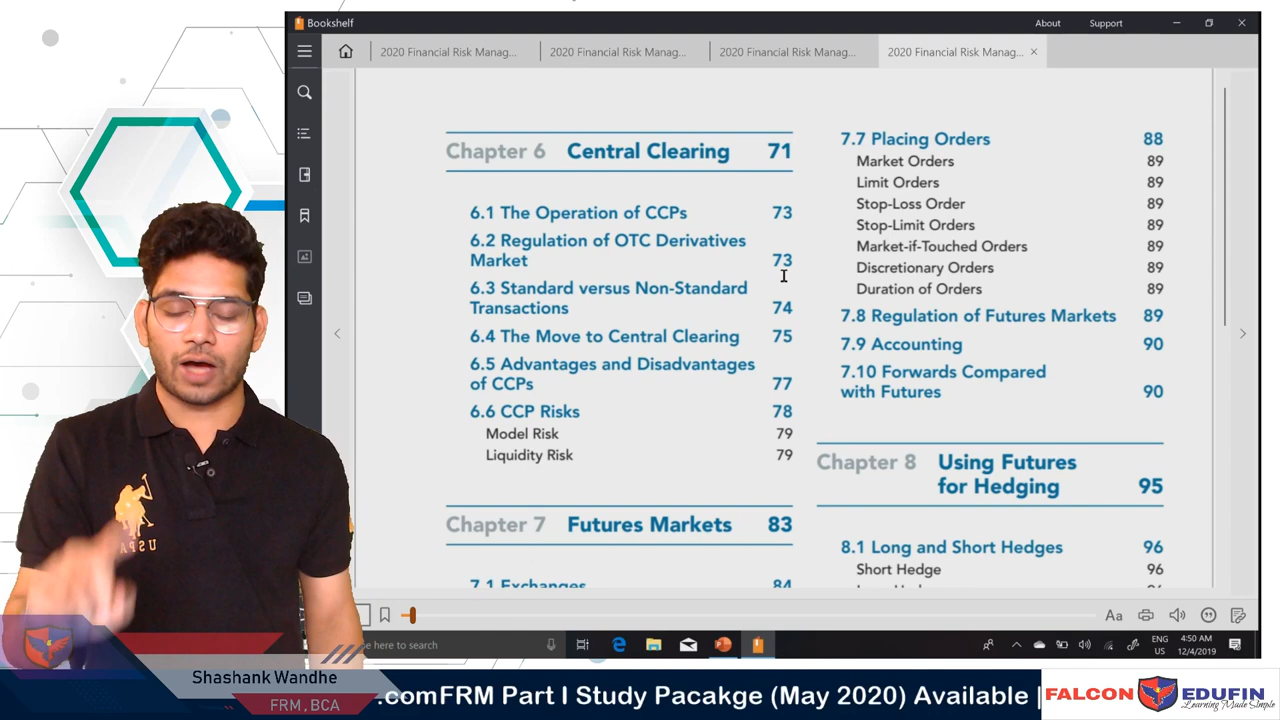 Bookshelf
About
Support
2020 Financial Risk Manag...
2020 Financial Risk Manag...
2020 Financial Risk Manag...
2020 Financial Risk Manag...
Chapter 6 Central Clearing 71
6.1 The Operation of CCPs 73
6.2 Regulation of OTC Derivatives
Market 73
6.3 Standard versus Non-Standard
Transactions 74
6.4 The Move to Central Clearing 75
6.5 Advantages and Disadvantages
of CCPs 77
6.6 CCP Risks 78
Model Risk 79
Liquidity Risk 79
Chapter 7 Futures Markets 83
7.1 Exchanges 84
7.7 Placing Orders 88
Market Orders 89
Limit Orders 89
Stop-Loss Order 89
Stop-Limit Orders 89
Market-if-Touched Orders 89
Discretionary Orders 89
Duration of Orders 89
7.8 Regulation of Futures Markets 89
7.9 Accounting 90
7.10 Forwards Compared
with Futures 90
Chapter 8 Using Futures
for Hedging 95
8.1 Long and Short Hedges 96
Short Hedge 96
Aa
here to search
ENG
US
4:50 AM
12/4/2019
Shashank Wandhe
FRM, BCA
.comFRM Part I Study Pacakge (May 2020) Available |
FALCON EDUFIN
Learning Made Simple